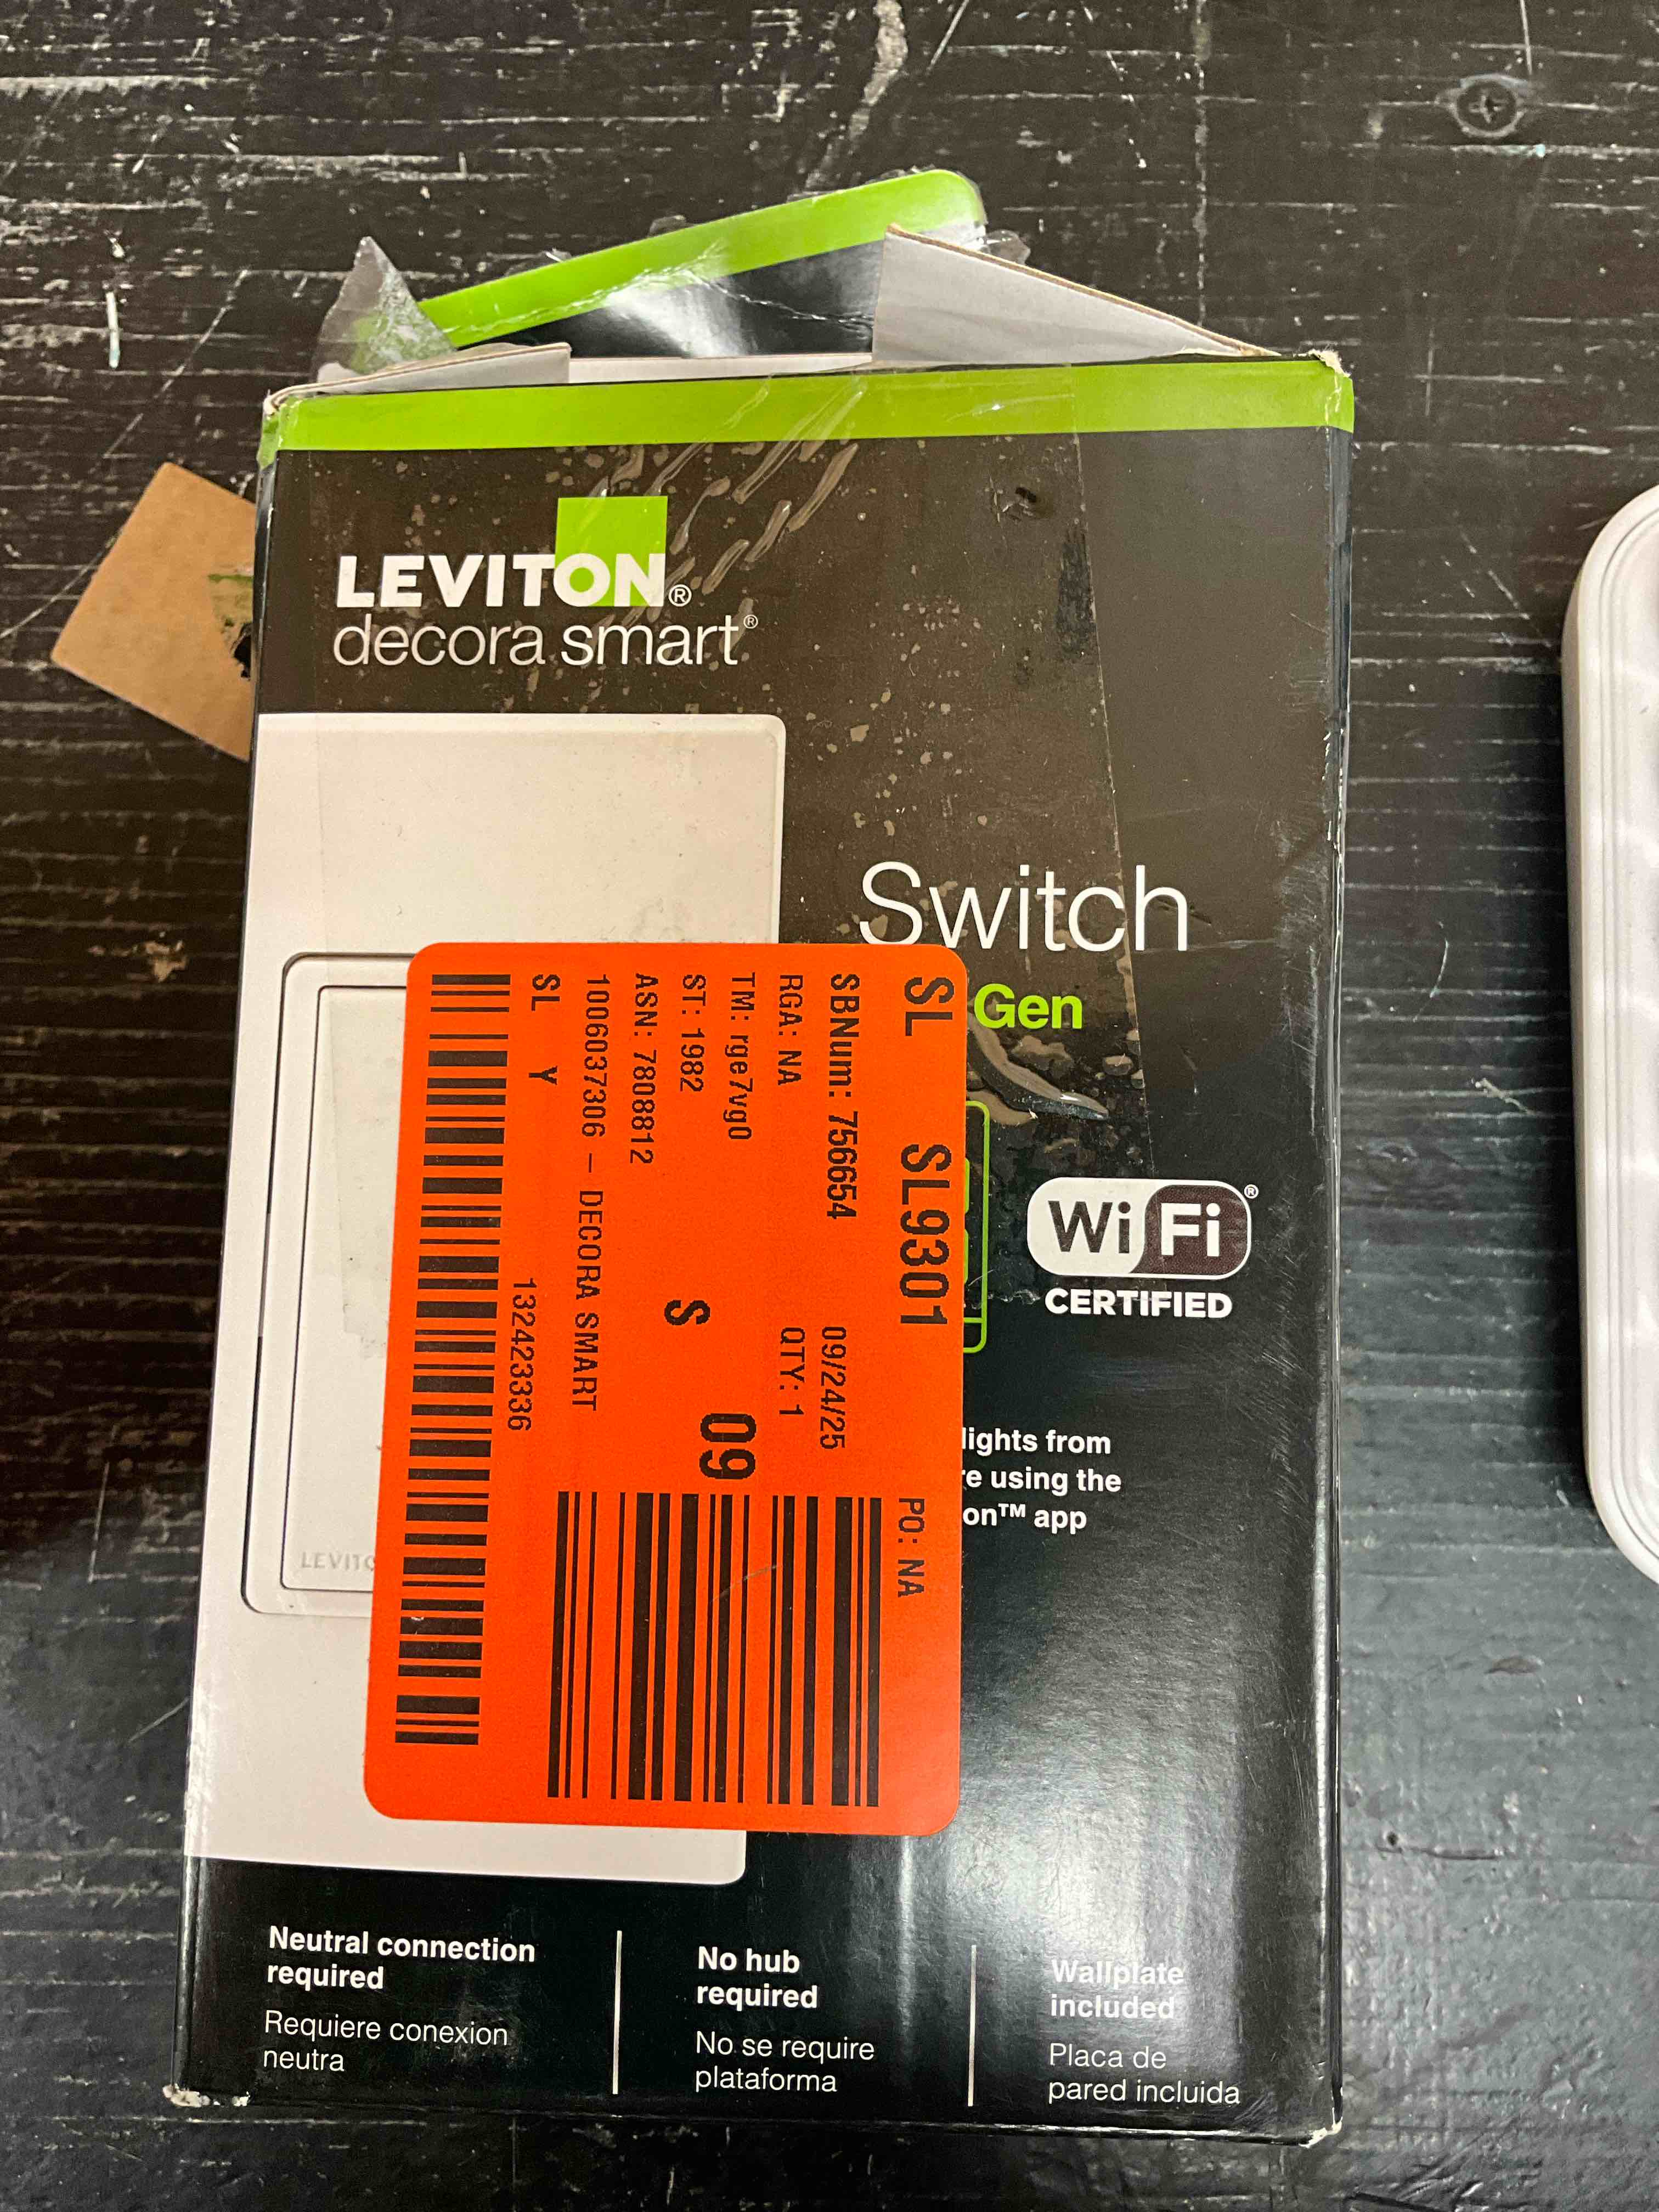 LEVITON®
decora smart®
Switch
Gen
WiFi®
CERTIFIED
lights from
e using the
on™ app
SL SL9301 PO: NA
SBNum: 756654 09/24/25
RGA: NA QTY: 1
TM: rge7vg0 09
ST: 1982 S
ASN: 7808812
1006037306 - DECORA SMART
SL Y 132423336
LEVITO
Neutral connection
required
Requiere conexion
neutra
No hub
required
No se require
plataforma
Wallplate
included
Placa de
pared incluida